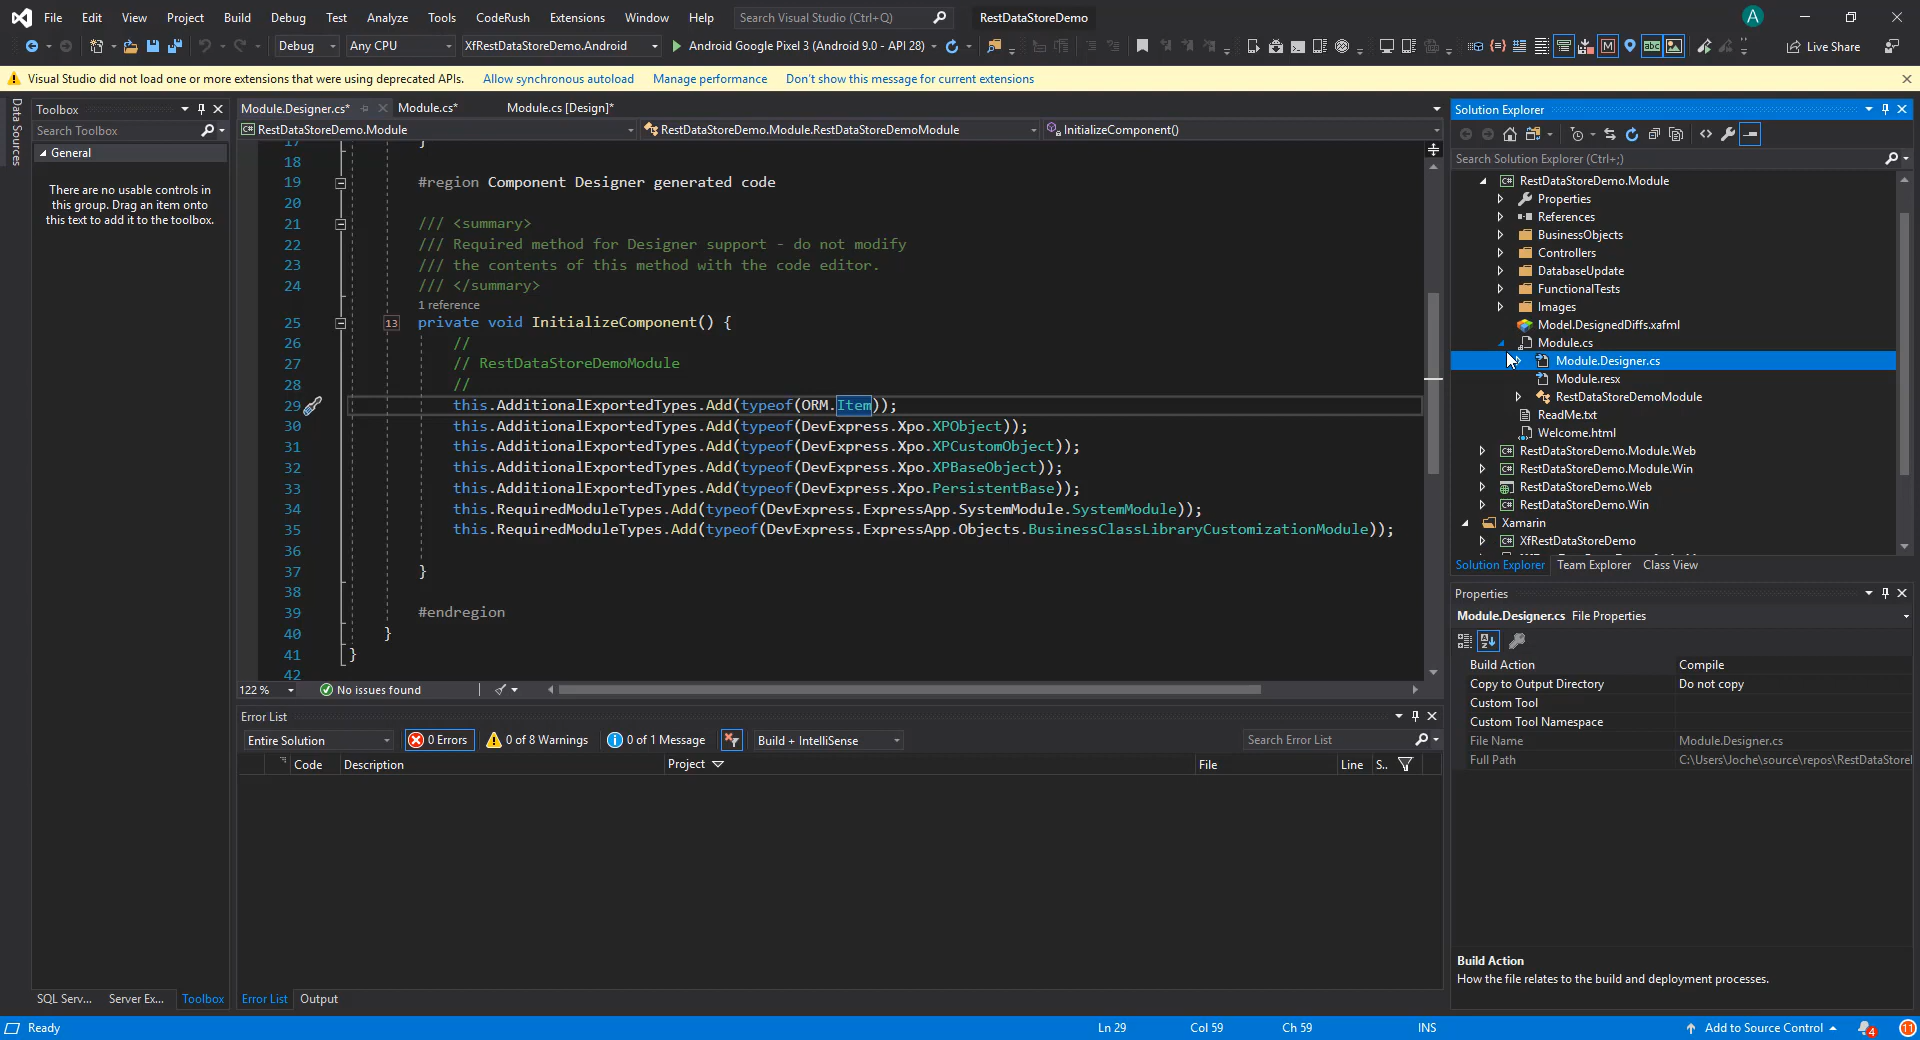 File Edit View Project Build Debug Test Analyze Tools CodeRush Extensions Window Help Search Visual Studio (Ctrl+Q) RestDataStoreDemo A
Debug Any CPU XfRestDataStoreDemo.Android Android Google Pixel 3 (Android 9.0 - API 28) Live Share
Visual Studio did not load one or more extensions that were using deprecated APIs. Allow synchronous autoload Manage performance Don't show this message for current extensions
Data Sources
Toolbox
Search Toolbox
General
There are no usable controls in
this group. Drag an item onto
this text to add it to the toolbox.
SQL Serv... Server Ex... Toolbox
Module.Designer.cs* Module.cs* Module.cs [Design]*
RestDataStoreDemo.Module RestDataStoreDemo.Module.RestDataStoreDemoModule InitializeComponent()
17 }
18
19 #region Component Designer generated code
20
21 /// <summary>
22 /// Required method for Designer support - do not modify
23 /// the contents of this method with the code editor.
24 /// </summary>
1 reference
25 13 private void InitializeComponent() {
26 //
27 // RestDataStoreDemoModule
28 //
29 this.AdditionalExportedTypes.Add(typeof(ORM.Item));
30 this.AdditionalExportedTypes.Add(typeof(DevExpress.Xpo.XPObject));
31 this.AdditionalExportedTypes.Add(typeof(DevExpress.Xpo.XPCustomObject));
32 this.AdditionalExportedTypes.Add(typeof(DevExpress.Xpo.XPBaseObject));
33 this.AdditionalExportedTypes.Add(typeof(DevExpress.Xpo.PersistentBase));
34 this.RequiredModuleTypes.Add(typeof(DevExpress.ExpressApp.SystemModule.SystemModule));
35 this.RequiredModuleTypes.Add(typeof(DevExpress.ExpressApp.Objects.BusinessClassLibraryCustomizationModule));
36
37 }
38
39 #endregion
40 }
41 }
42
122 % No issues found
Error List
Entire Solution 0 Errors 0 of 8 Warnings 0 of 1 Message Build + IntelliSense Search Error List
Code Description Project File Line S..
Error List Output
Solution Explorer
Search Solution Explorer (Ctrl+;)
RestDataStoreDemo.Module
Properties
References
BusinessObjects
Controllers
DatabaseUpdate
FunctionalTests
Images
Model.DesignedDiffs.xafml
Module.cs
Module.Designer.cs
Module.resx
RestDataStoreDemoModule
ReadMe.txt
Welcome.html
RestDataStoreDemo.Module.Web
RestDataStoreDemo.Module.Win
RestDataStoreDemo.Web
RestDataStoreDemo.Win
Xamarin
XfRestDataStoreDemo
Solution Explorer Team Explorer Class View
Properties
Module.Designer.cs File Properties
Build Action Compile
Copy to Output Directory Do not copy
Custom Tool
Custom Tool Namespace
File Name Module.Designer.cs
Full Path C:\Users\Joche\source\repos\RestDataStoreI
Build Action
How the file relates to the build and deployment processes.
Ready Ln 29 Col 59 Ch 59 INS Add to Source Control 4 11